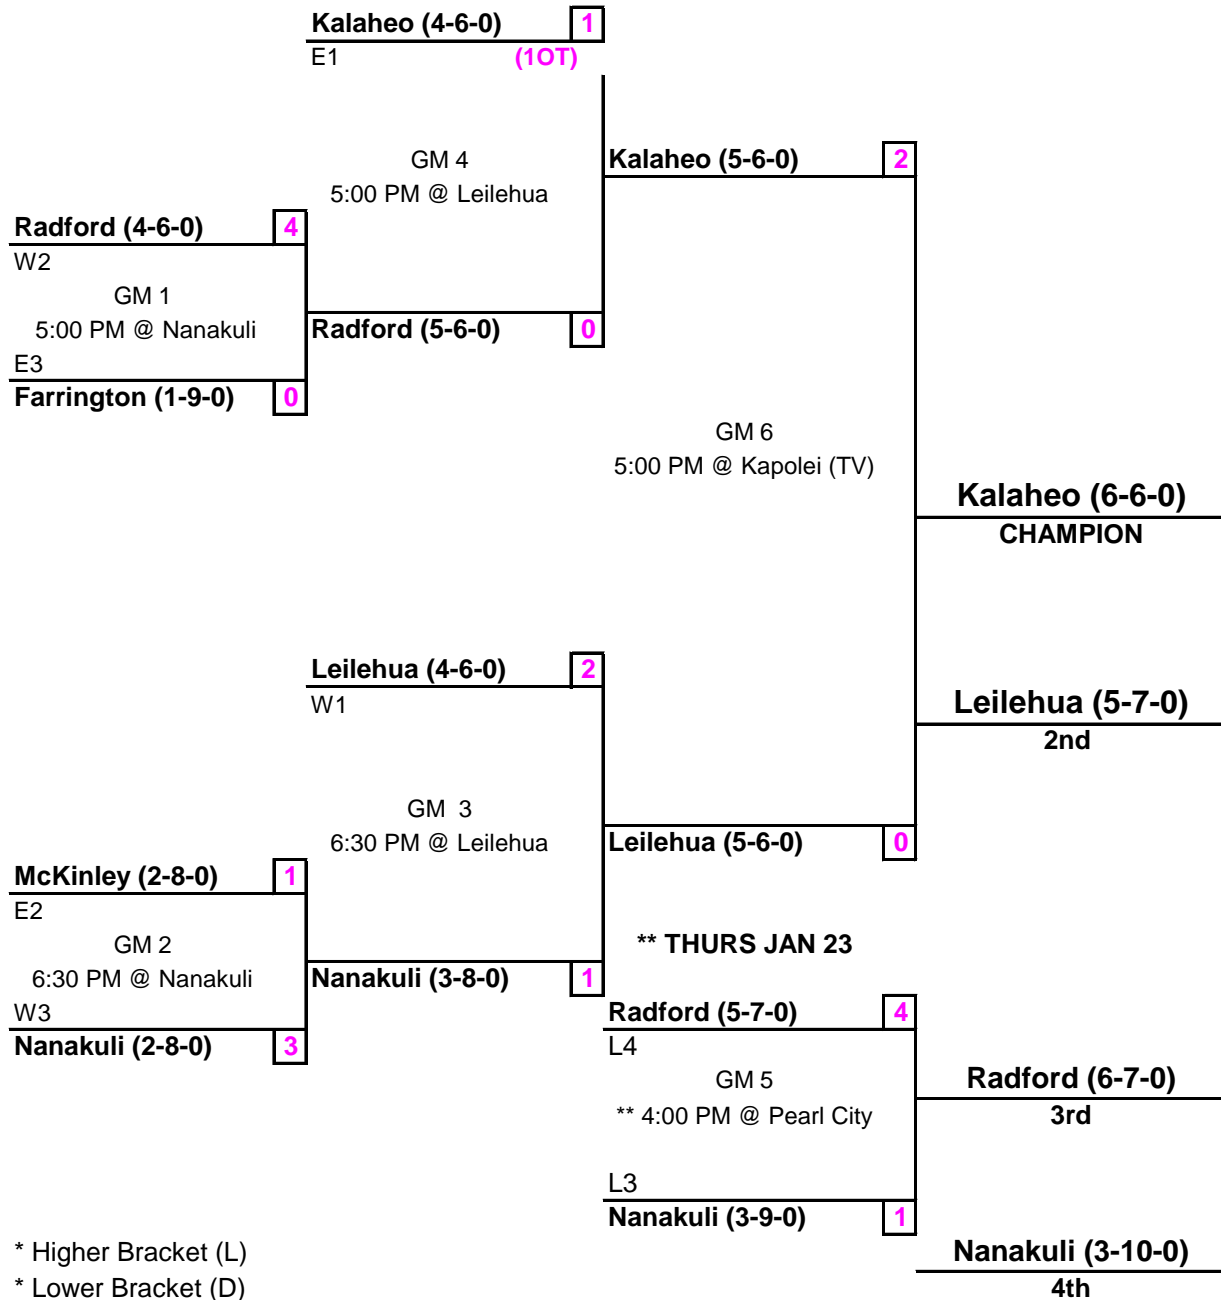 Kalaheo (4-6-0) 1
E1 (1OT)
GM 4
5:00 PM @ Leilehua
Kalaheo (5-6-0) 2
Radford (4-6-0) 4
W2
GM 1
5:00 PM @ Nanakuli
Radford (5-6-0) 0
E3
Farrington (1-9-0) 0
GM 6
5:00 PM @ Kapolei (TV)
Kalaheo (6-6-0)
CHAMPION
Leilehua (4-6-0) 2
W1
Leilehua (5-7-0)
2nd
GM 3
6:30 PM @ Leilehua
Leilehua (5-6-0) 0
McKinley (2-8-0) 1
E2
GM 2
6:30 PM @ Nanakuli
Nanakuli (3-8-0) 1
W3
Nanakuli (2-8-0) 3
** THURS JAN 23
Radford (5-7-0) 4
L4
GM 5
** 4:00 PM @ Pearl City
Radford (6-7-0)
3rd
L3
Nanakuli (3-9-0) 1
* Higher Bracket (L)
* Lower Bracket (D)
Nanakuli (3-10-0)
4th